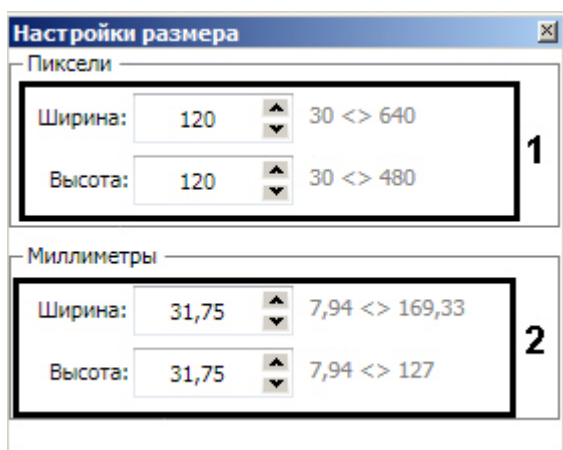 Настройки размера
Пиксели
Ширина: 120 30 <> 640
1
Высота: 120 30 <> 480
Миллиметры
Ширина: 31,75 7,94 <> 169,33
2
Высота: 31,75 7,94 <> 127